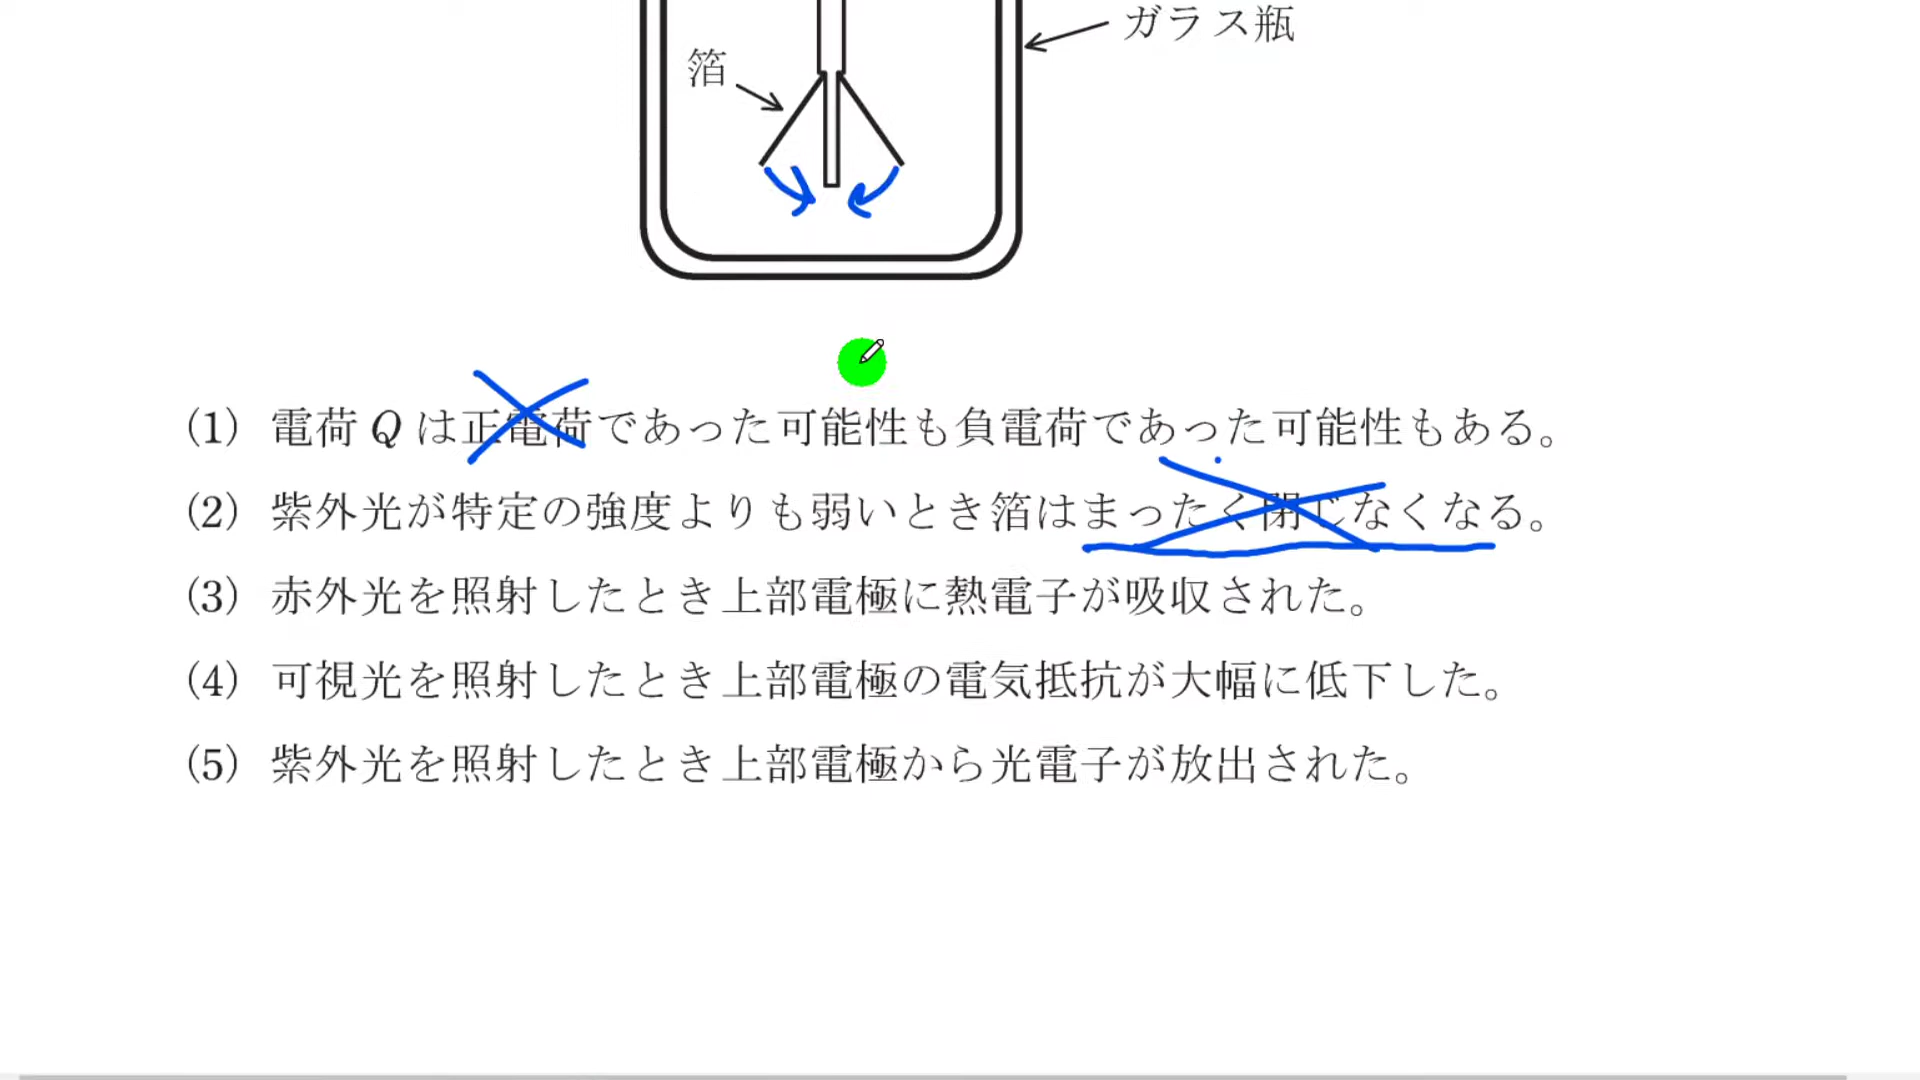 ガラス瓶
箔
(1) 電荷 Q は正電荷であった可能性も負電荷であった可能性もある。
(2) 紫外光が特定の強度よりも弱いとき箔はまったく閉じなくなる。
(3) 赤外光を照射したとき上部電極に熱電子が吸収された。
(4) 可視光を照射したとき上部電極の電気抵抗が大幅に低下した。
(5) 紫外光を照射したとき上部電極から光電子が放出された。